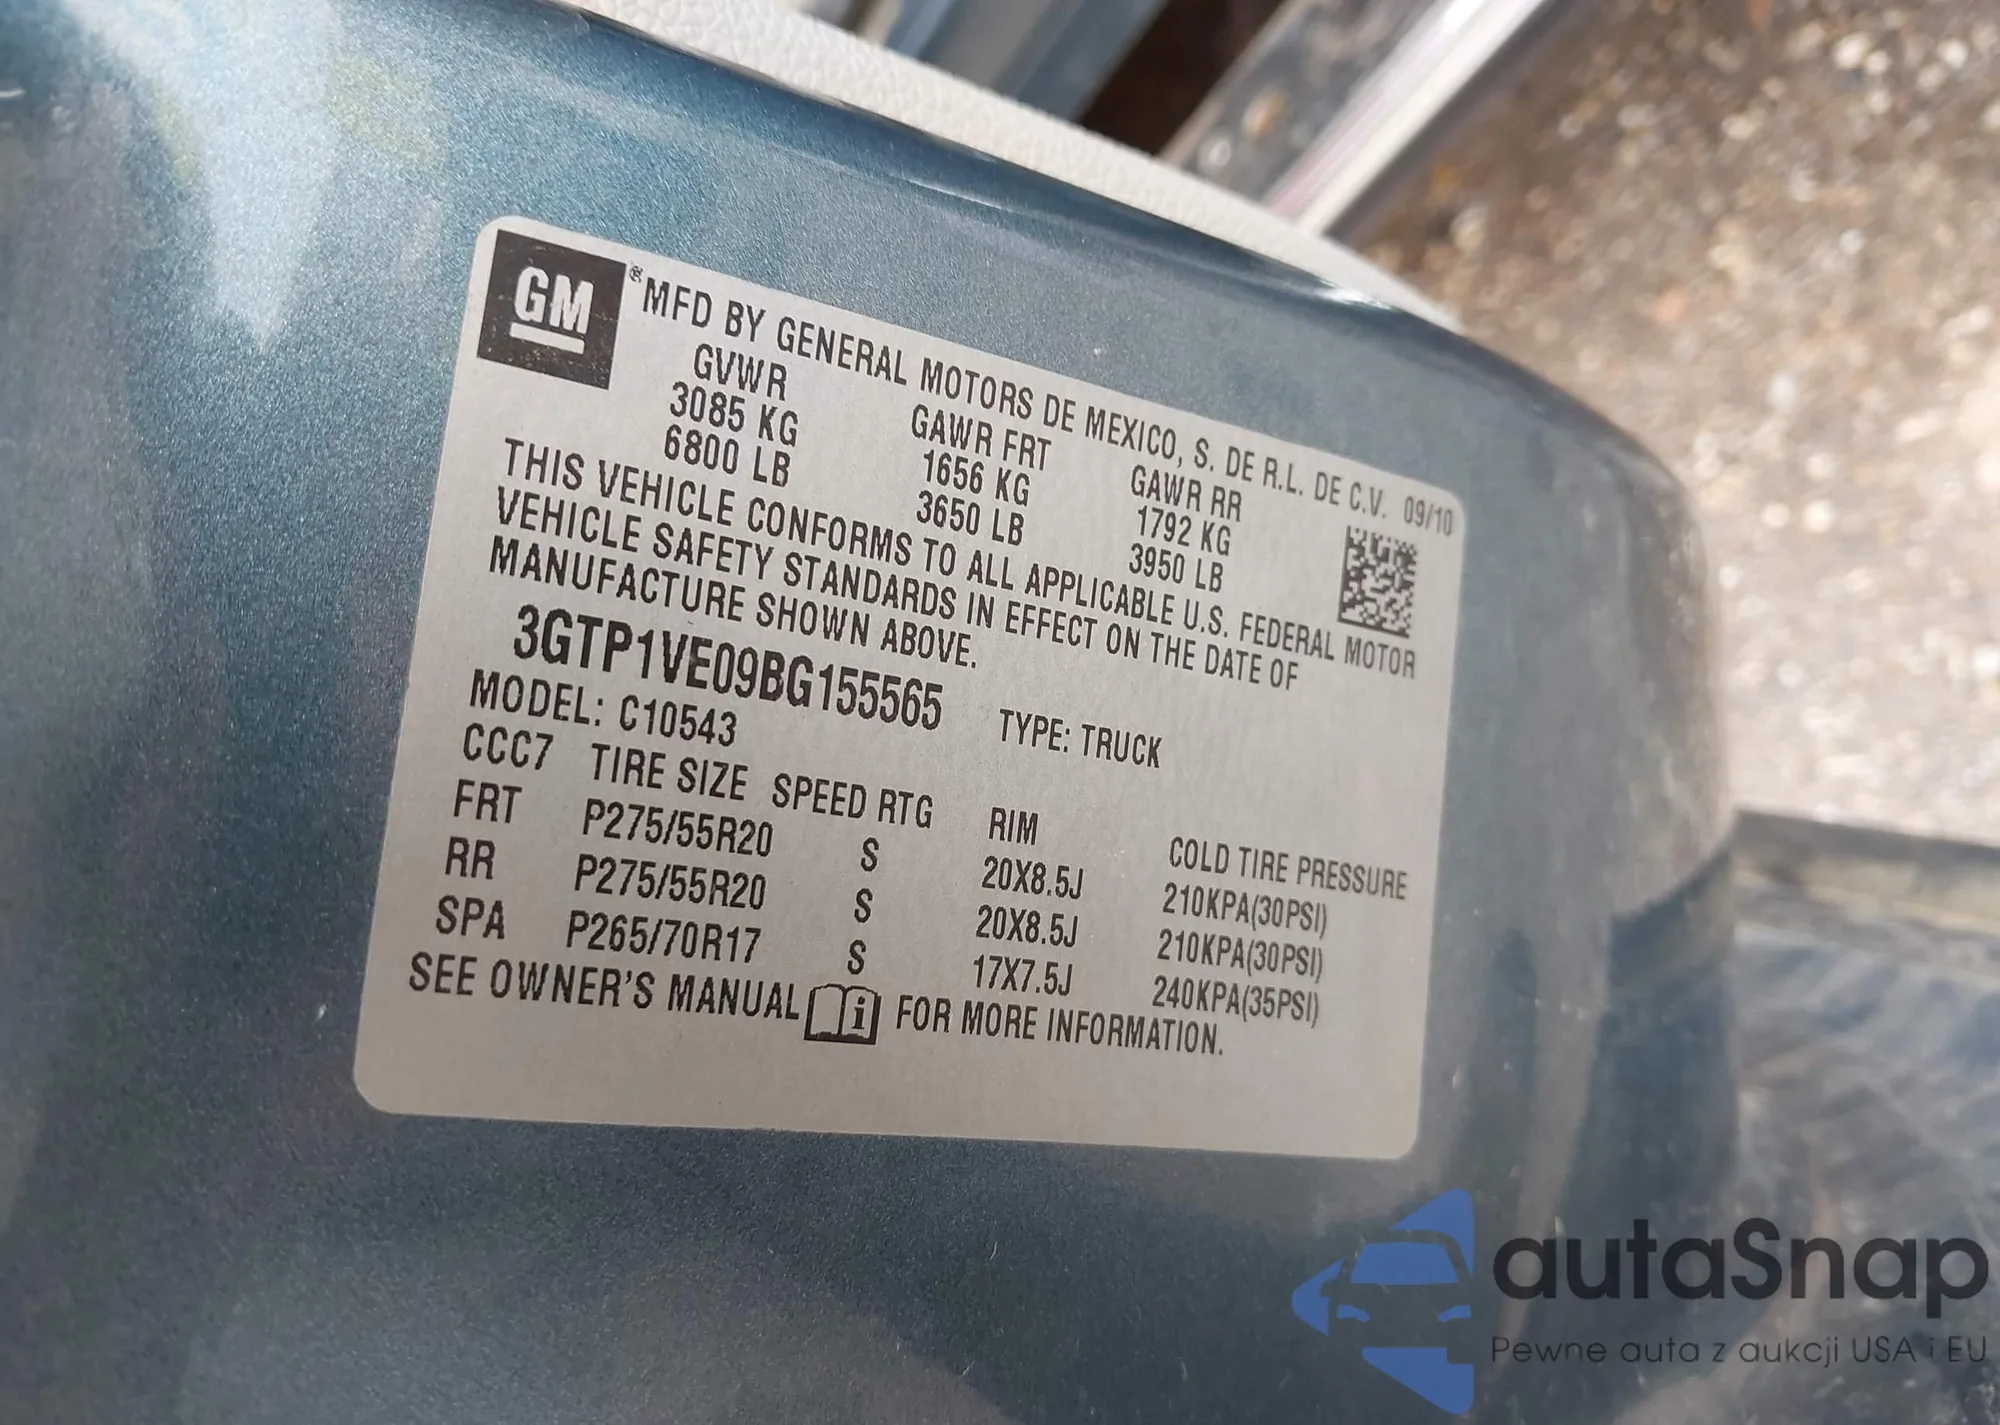 GM ® MFD BY GENERAL MOTORS DE MEXICO, S. DE R.L. DE C.V. 09/10
GVWR GAWR FRT GAWR RR
3085 KG 1656 KG 1792 KG
6800 LB 3650 LB 3950 LB
THIS VEHICLE CONFORMS TO ALL APPLICABLE U.S. FEDERAL MOTOR
VEHICLE SAFETY STANDARDS IN EFFECT ON THE DATE OF
MANUFACTURE SHOWN ABOVE.
3GTP1VE09BG155565 TYPE: TRUCK
MODEL: C10543
CCC7 TIRE SIZE SPEED RTG RIM COLD TIRE PRESSURE
FRT P275/55R20 S 20X8.5J 210KPA(30PSI)
RR P275/55R20 S 20X8.5J 210KPA(30PSI)
SPA P265/70R17 S 17X7.5J 240KPA(35PSI)
SEE OWNER'S MANUAL i FOR MORE INFORMATION.
autaSnap
Pewne auta z aukcji USA i EU